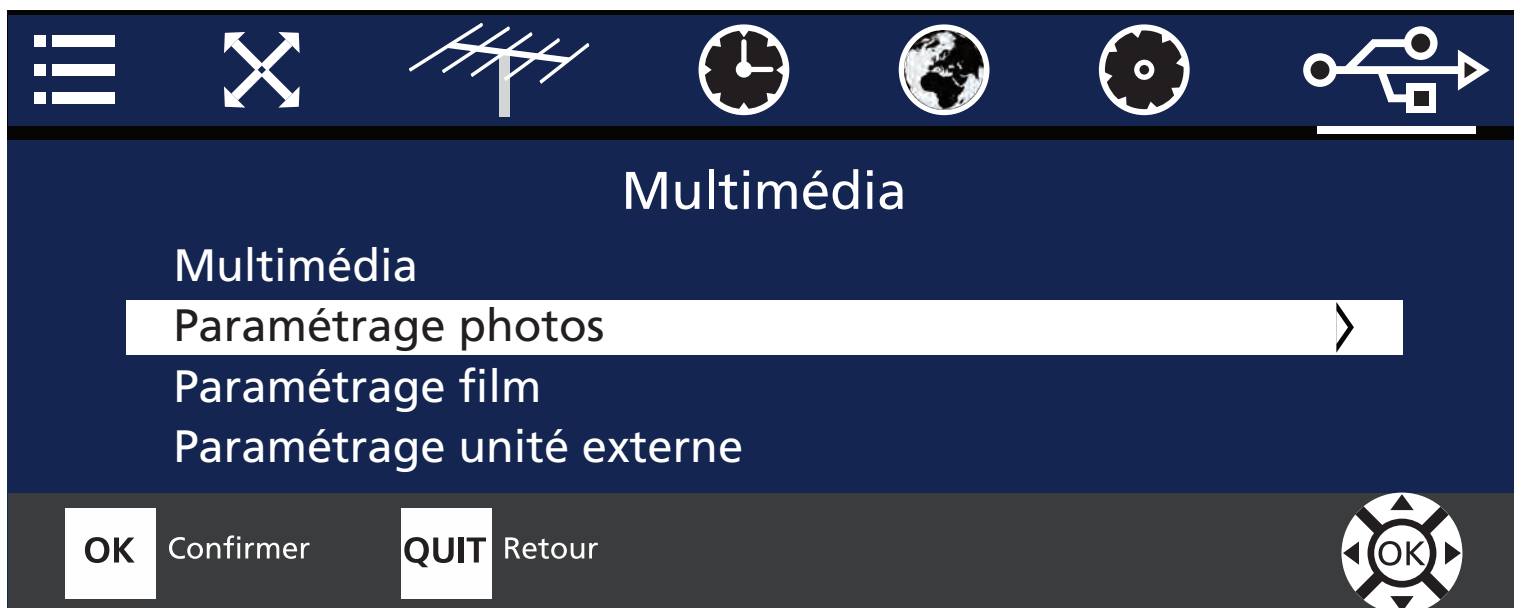 Multimédia
Multimédia
Paramétrage photos
Paramétrage film
Paramétrage unité externe
OK Confirmer QUIT Retour OK